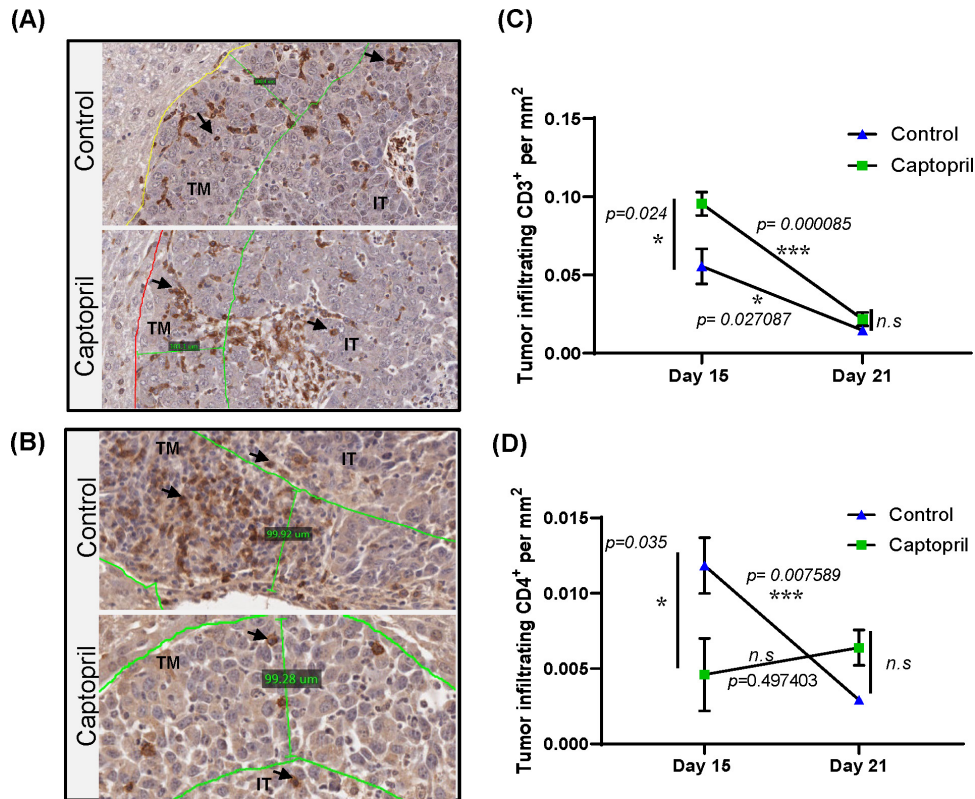 (A)
Control
TM
IT
Captopril
TM
IT
(B)
Control
TM
IT
99.92 um
Captopril
TM
99.28 um
IT
(C)
Tumor infiltrating CD3⁺ per mm²
0.15
0.10
0.05
0.00
Control
Captopril
p=0.024
*
p= 0.000085
***
*
p= 0.027087
n.s
Day 15
Day 21
(D)
Tumor infiltrating CD4⁺ per mm²
0.015
0.010
0.005
0.000
Control
Captopril
p=0.035
*
p= 0.007589
***
n.s
p=0.497403
n.s
Day 15
Day 21